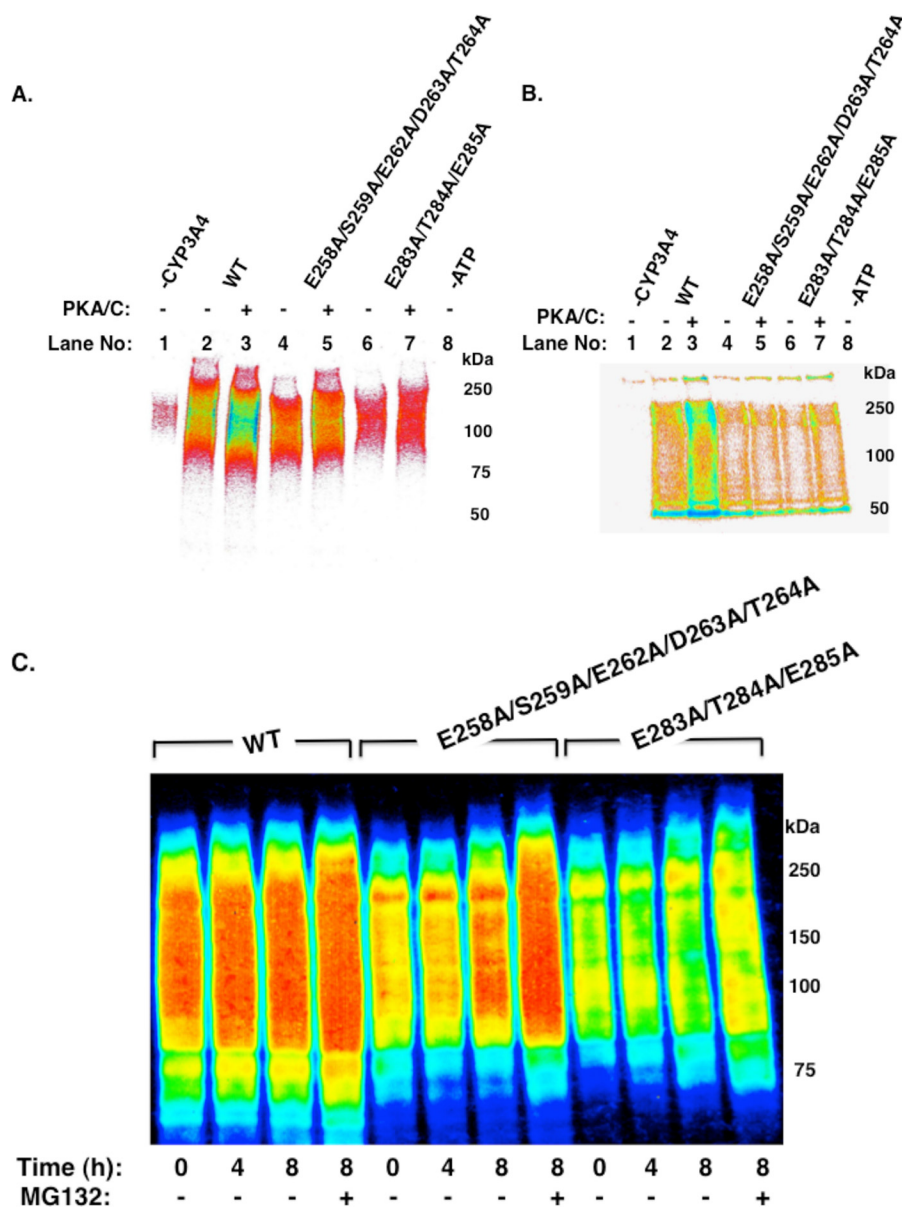 A.
-CYP3A4
WT
E258A/S259A/E262A/D263A/T264A
E283A/T284A/E285A
-ATP
PKA/C: - - + - + - + -
Lane No: 1 2 3 4 5 6 7 8
kDa
250
100
75
50
B.
-CYP3A4
-WT
E258A/S259A/E262A/D263A/T264A
E283A/T284A/E285A
-ATP
PKA/C: - - + - + - + -
Lane No: 1 2 3 4 5 6 7 8
kDa
250
100
50
C.
WT
E258A/S259A/E262A/D263A/T264A
E283A/T284A/E285A
kDa
250
150
100
75
Time (h): 0 4 8 8 0 4 8 8 0 4 8 8
MG132: - - - + - - - + - - - +